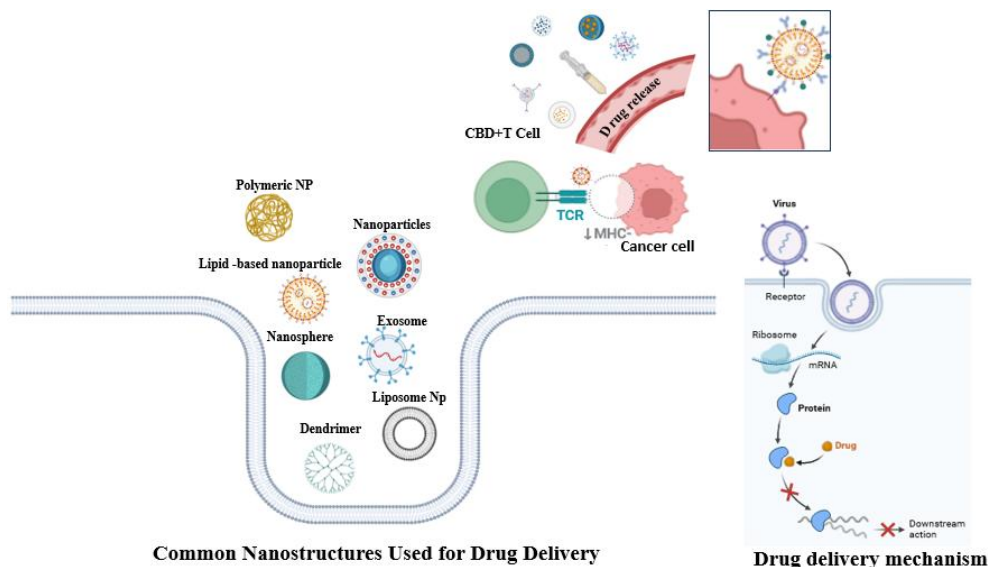 Drug release
CBD+T Cell
TCR
↓MHC-
Cancer cell
Polymeric NP
Nanoparticles
Lipid -based nanoparticle
Nanosphere
Exosome
Liposome Np
Dendrimer
Common Nanostructures Used for Drug Delivery
Virus
Receptor
Ribosome
mRNA
Protein
Drug
Downstream
action
Drug delivery mechanism